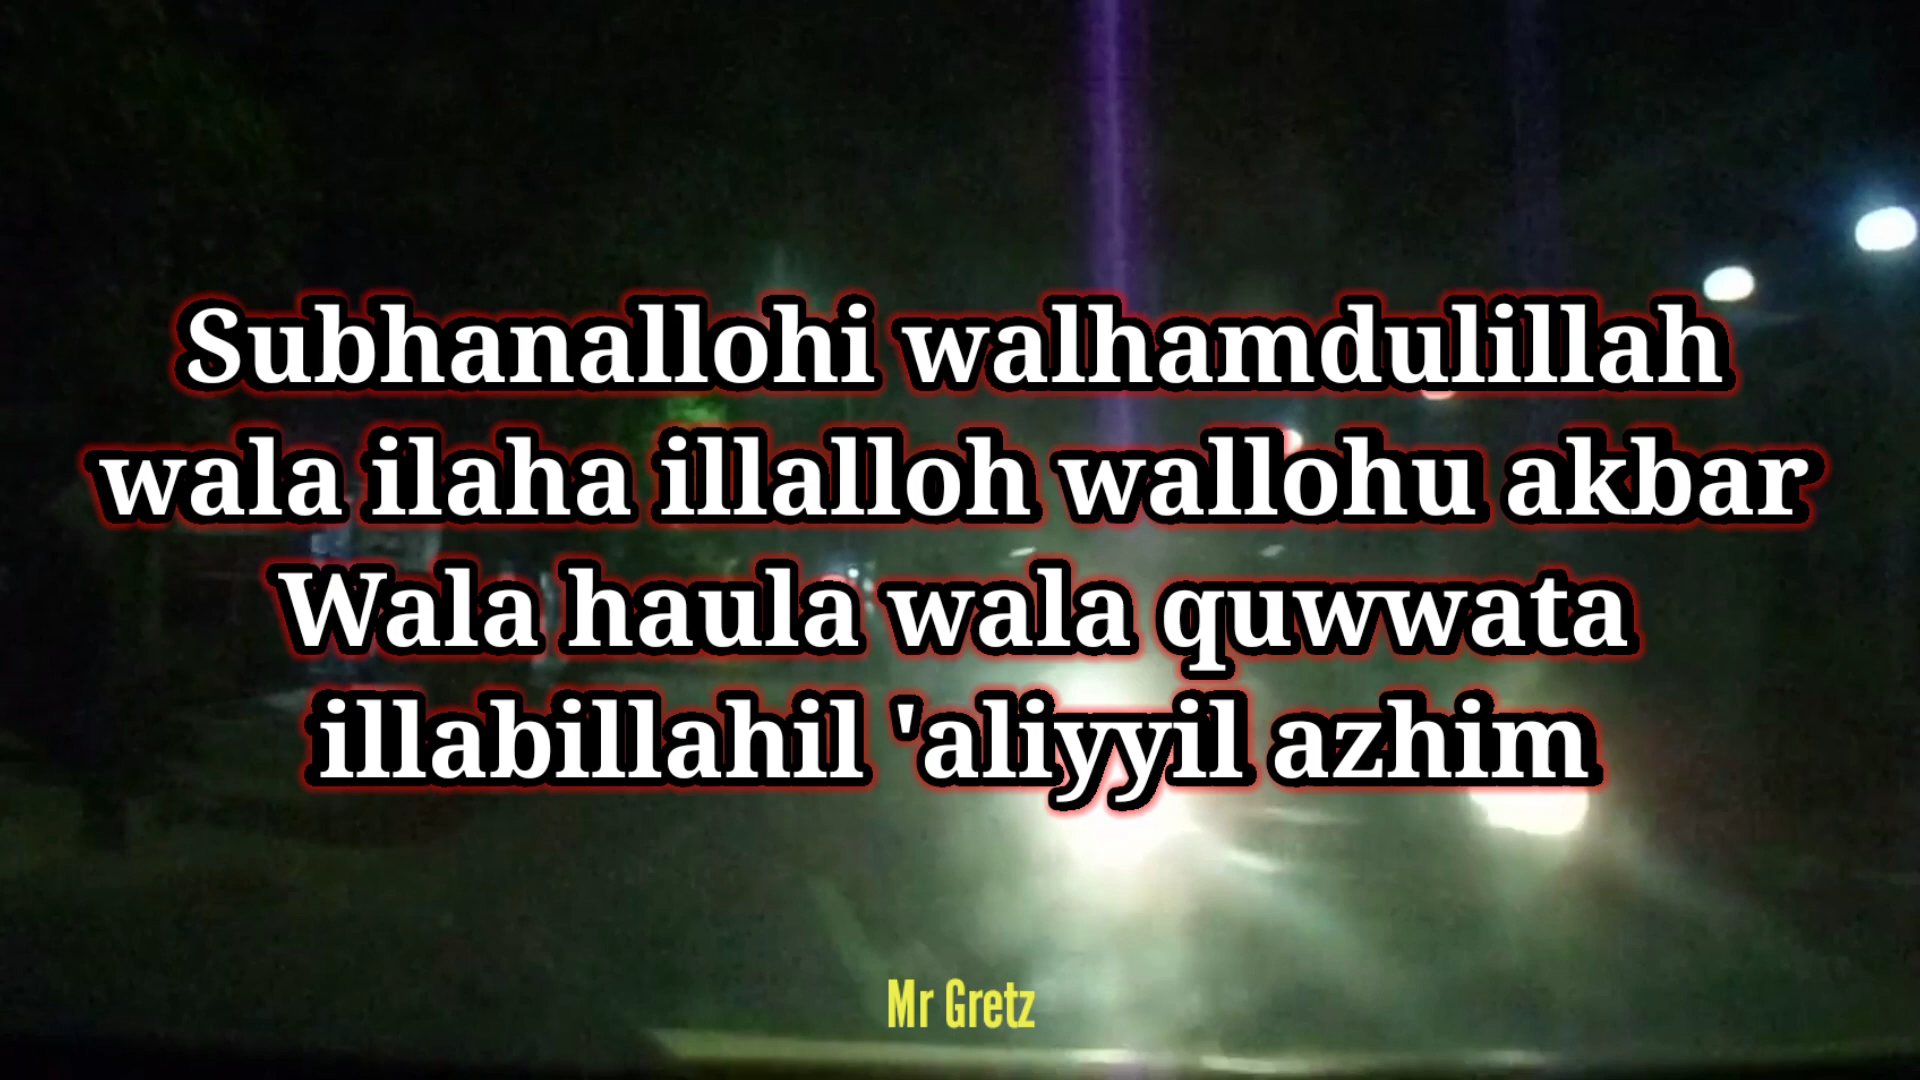 Subhanallohi walhamdulillah
wala ilaha illalloh wallohu akbar
Wala haula wala quwwata
illabillahil 'aliyyil azhim
Mr Gretz